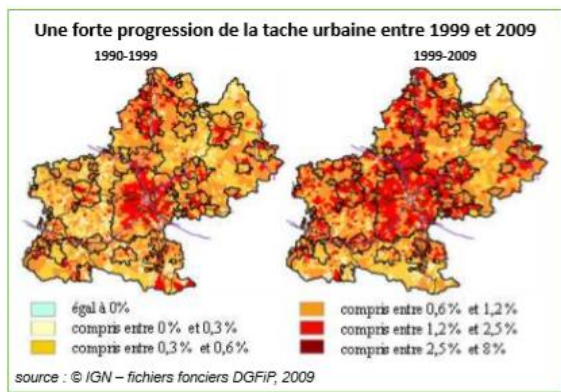 Une forte progression de la tache urbaine entre 1999 et 2009
1990-1999
1999-2009
égal à 0%
compris entre 0% et 0,3%
compris entre 0,3% et 0,6%
compris entre 0,6% et 1,2%
compris entre 1,2% et 2,5%
compris entre 2,5% et 8%
source : © IGN – fichiers fonciers DGFiP, 2009